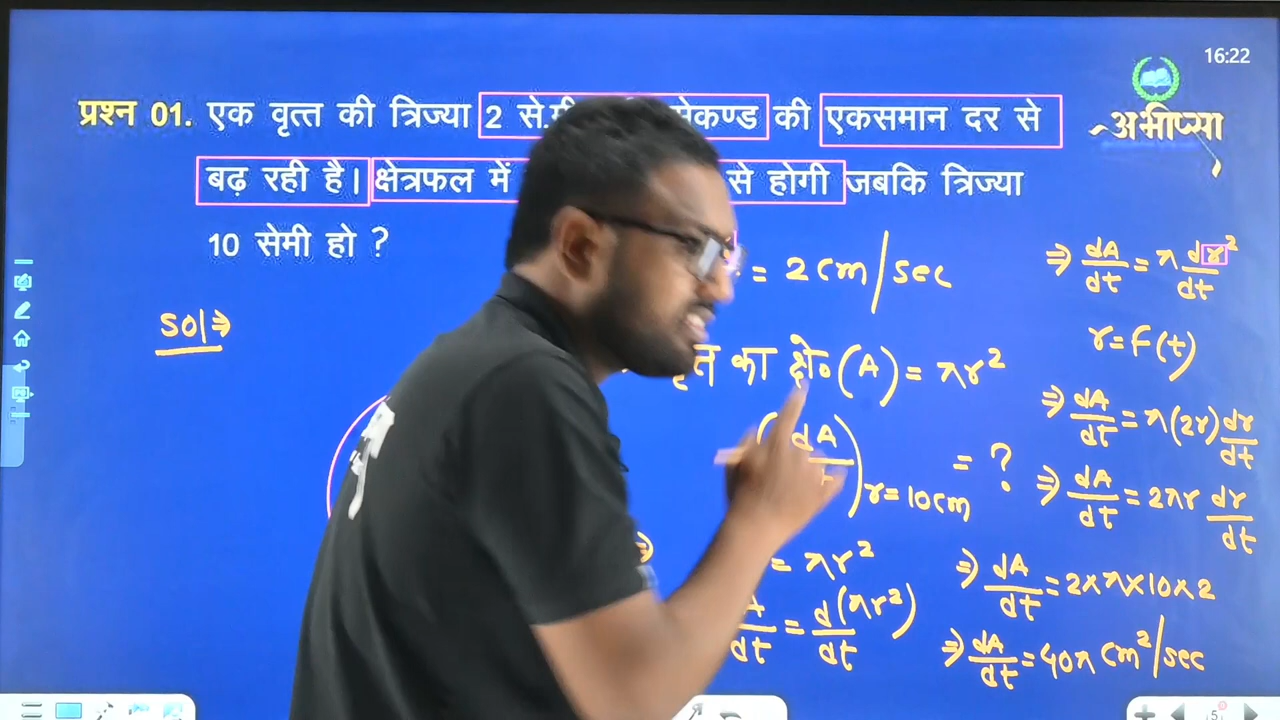 16:22
अभीप्सा
प्रश्न 01. एक वृत्त की त्रिज्या 2 से.मी सेकण्ड की एकसमान दर से
बढ़ रही है। क्षेत्रफल में से होगी जबकि त्रिज्या
10 सेमी हो ?
Sol⇒
= 2 cm/sec
का क्षे०(A) = πr²
(dA/)r=10cm = ?
= πr²
/dt = d(πr²)/dt
⇒ dA/dt = π dr²/dt
r = f(t)
⇒ dA/dt = π(2r) dr/dt
⇒ dA/dt = 2πr dr/dt
⇒ dA/dt = 2×π×10×2
⇒ dA/dt = 40π cm²/sec
5